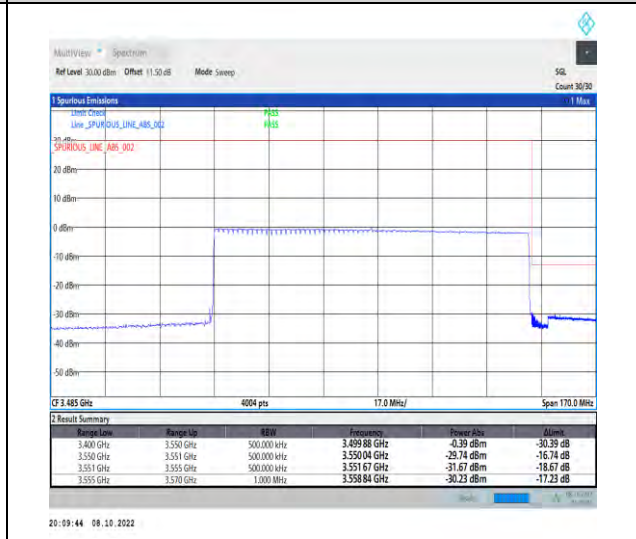 MultiView Spectrum
Ref Level 30.00 dBm Offset 11.50 dB Mode Sweep SGL
Count 30/30
1 Spurious Emissions 1 Max
Limit Check PASS
Line _SPURIOUS_LINE_ABS_002 PASS
30 dBm
_SPURIOUS_LINE_ABS_002
20 dBm
10 dBm
0 dBm
-10 dBm
-20 dBm
-30 dBm
-40 dBm
-50 dBm
CF 3.485 GHz 4004 pts 17.0 MHz/ Span 170.0 MHz
2 Result Summary
Range Low Range Up RBW Frequency Power Abs ΔLimit
3.400 GHz 3.550 GHz 500.000 kHz 3.499 88 GHz -0.39 dBm -30.39 dB
3.550 GHz 3.551 GHz 500.000 kHz 3.550 04 GHz -29.74 dBm -16.74 dB
3.551 GHz 3.555 GHz 500.000 kHz 3.551 67 GHz -31.67 dBm -18.67 dB
3.555 GHz 3.570 GHz 1.000 MHz 3.558 84 GHz -30.23 dBm -17.23 dB
20:09:44 08.10.2022